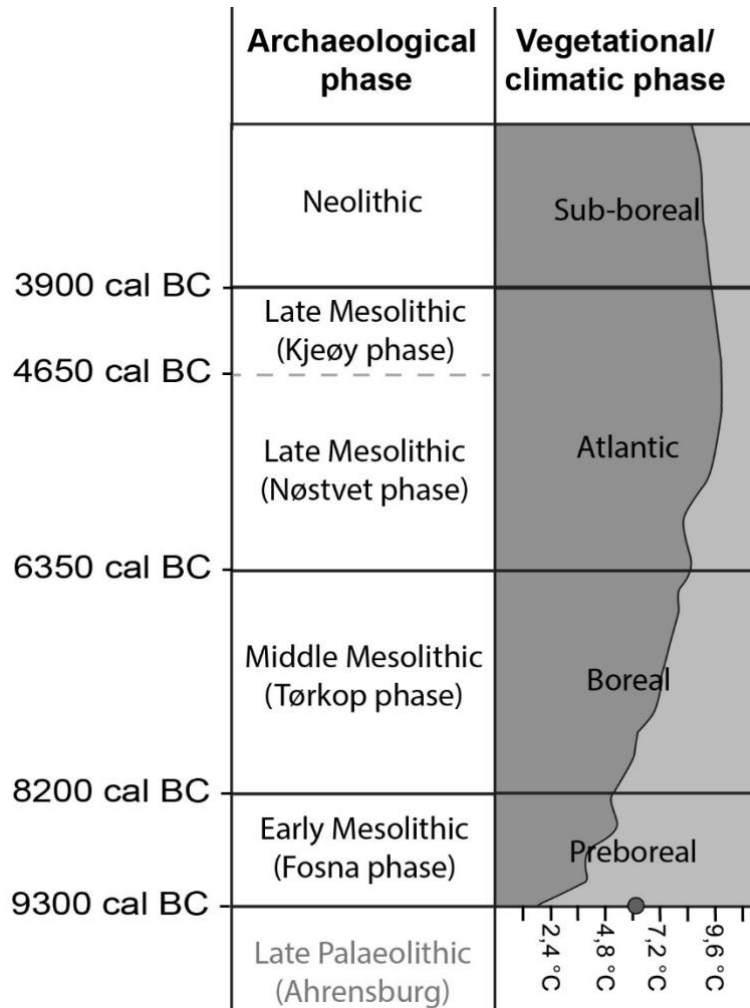 Archaeological
phase
Vegetational/
climatic phase
Neolithic
Sub-boreal
3900 cal BC
Late Mesolithic
(Kjeøy phase)
4650 cal BC
Late Mesolithic
(Nøstvet phase)
Atlantic
6350 cal BC
Middle Mesolithic
(Tørkop phase)
Boreal
8200 cal BC
Early Mesolithic
(Fosna phase)
Preboreal
9300 cal BC
Late Palaeolithic
(Ahrensburg)
2,4 °C
4,8 °C
7,2 °C
9,6 °C